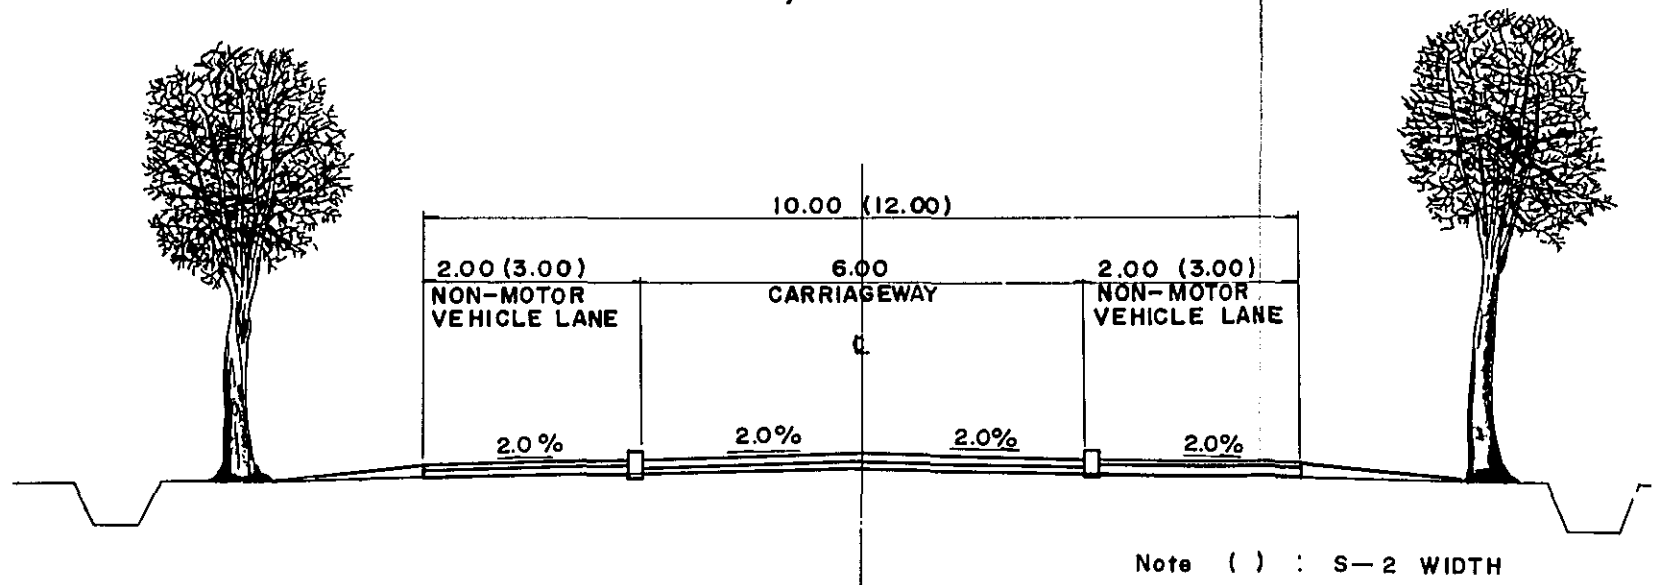 10.00 (12.00)
2.00 (3.00)
6.00
2.00 (3.00)
NON-MOTOR
VEHICLE LANE
CARRIAGEWAY
NON-MOTOR
VEHICLE LANE
℄
2.0%
2.0%
2.0%
2.0%
Note ( ) : S-2 WIDTH